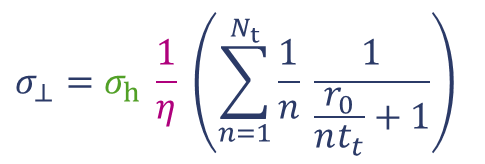 σ⊥ = σh 1/η ( ∑_{n=1}^{Nt} 1/n 1/(r0/(n tt) + 1) )